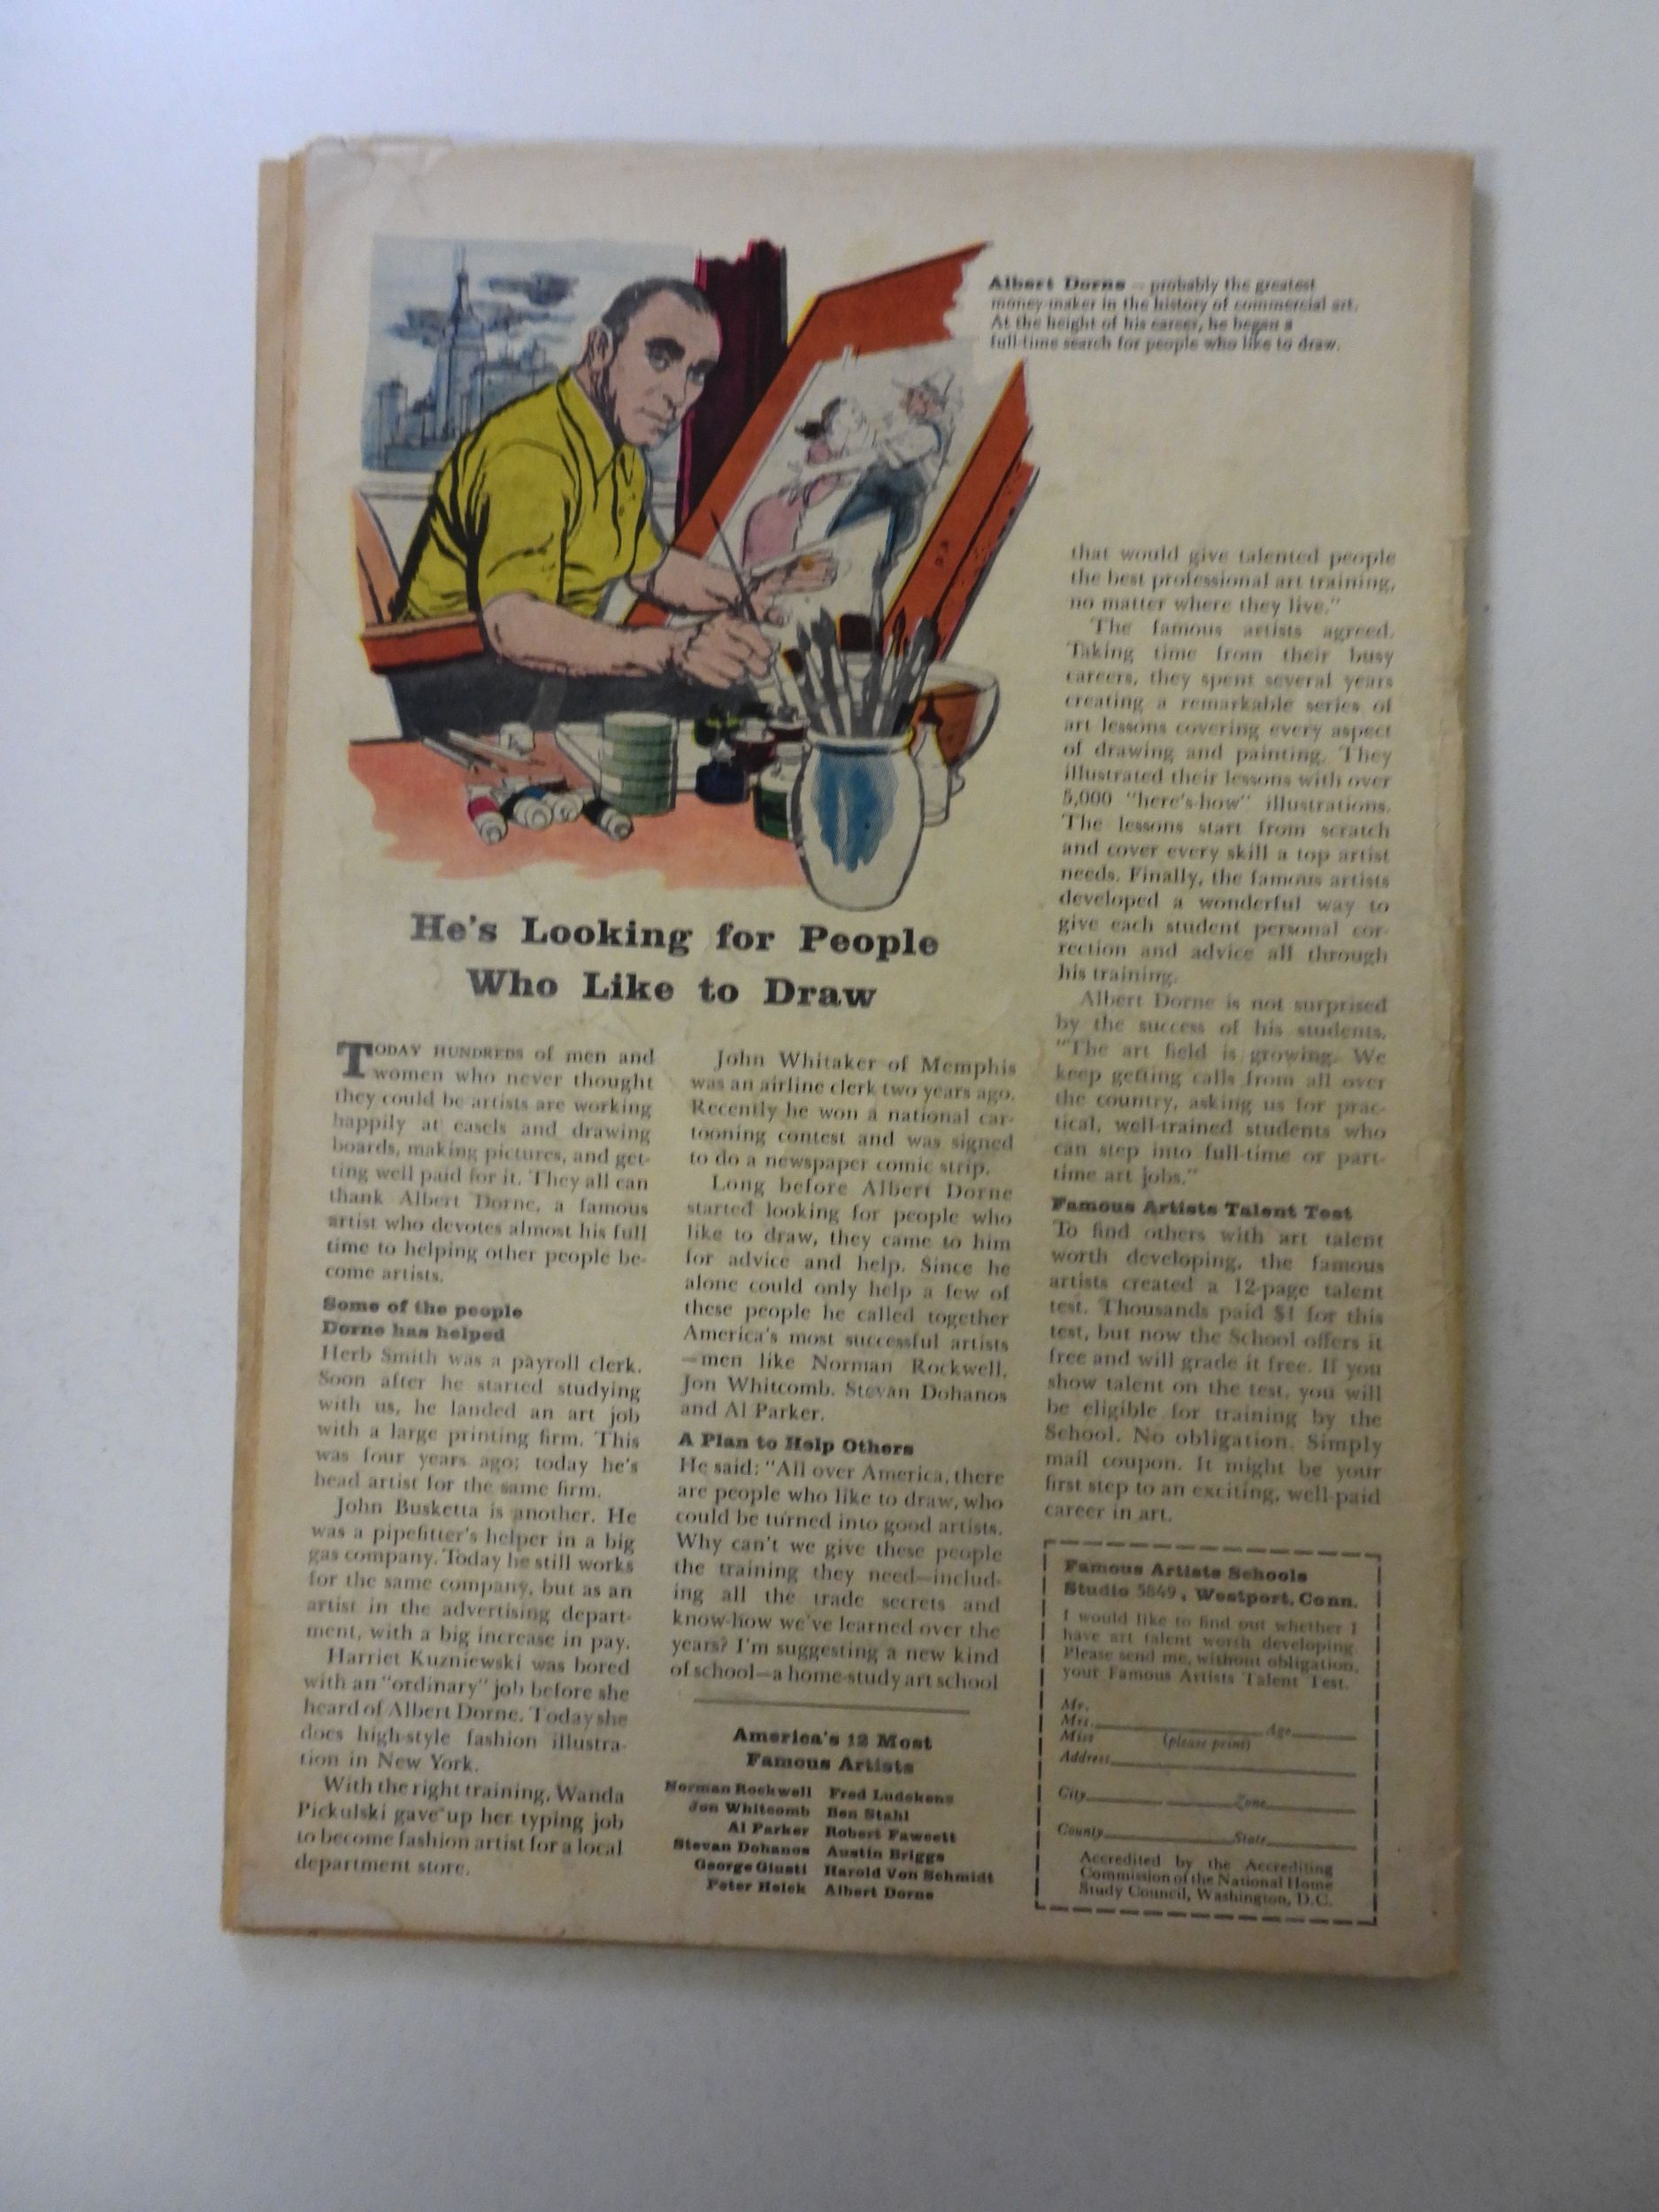 Albert Dorne — probably the greatest
money-maker in the history of commercial art.
At the height of his career, he began a
full-time search for people who like to draw.
He's Looking for People
Who Like to Draw
TODAY HUNDREDS of men and
women who never thought
they could be artists are working
happily at easels and drawing
boards, making pictures, and get-
ting well paid for it. They all can
thank Albert Dorne, a famous
artist who devotes almost his full
time to helping other people be-
come artists.
Some of the people
Dorne has helped
Herb Smith was a payroll clerk.
Soon after he started studying
with us, he landed an art job
with a large printing firm. This
was four years ago; today he's
head artist for the same firm.
John Busketta is another. He
was a pipefitter's helper in a big
gas company. Today he still works
for the same company, but as an
artist in the advertising depart-
ment, with a big increase in pay.
Harriet Kuzniewski was bored
with an "ordinary" job before she
heard of Albert Dorne. Today she
does high-style fashion illustra-
tion in New York.
With the right training, Wanda
Pickulski gave up her typing job
to become fashion artist for a local
department store.
John Whitaker of Memphis
was an airline clerk two years ago.
Recently he won a national car-
tooning contest and was signed
to do a newspaper comic strip.
Long before Albert Dorne
started looking for people who
like to draw, they came to him
for advice and help. Since he
alone could only help a few of
these people he called together
America's most successful artists
—men like Norman Rockwell,
Jon Whitcomb, Stevan Dohanos
and Al Parker.
A Plan to Help Others
He said: "All over America, there
are people who like to draw, who
could be turned into good artists.
Why can't we give these people
the training they need—includ-
ing all the trade secrets and
know-how we've learned over the
years? I'm suggesting a new kind
of school—a home-study art school
America's 12 Most
Famous Artists
Norman Rockwell Fred Ludekens
Jon Whitcomb Ben Stahl
Al Parker Robert Fawcett
Stevan Dohanos Austin Briggs
George Giusti Harold Von Schmidt
Peter Helck Albert Dorne
that would give talented people
the best professional art training,
no matter where they live."
The famous artists agreed.
Taking time from their busy
careers, they spent several years
creating a remarkable series of
art lessons covering every aspect
of drawing and painting. They
illustrated their lessons with over
5,000 "here's-how" illustrations.
The lessons start from scratch
and cover every skill a top artist
needs. Finally, the famous artists
developed a wonderful way to
give each student personal cor-
rection and advice all through
his training.
Albert Dorne is not surprised
by the success of his students.
"The art field is growing. We
keep getting calls from all over
the country, asking us for prac-
tical, well-trained students who
can step into full-time or part-
time art jobs."
Famous Artists Talent Test
To find others with art talent
worth developing, the famous
artists created a 12-page talent
test. Thousands paid $1 for this
test, but now the School offers it
free and will grade it free. If you
show talent on the test, you will
be eligible for training by the
School. No obligation. Simply
mail coupon. It might be your
first step to an exciting, well-paid
career in art.
Famous Artists Schools
Studio 5849, Westport, Conn.
I would like to find out whether I
have art talent worth developing.
Please send me, without obligation,
your Famous Artists Talent Test.
Mr.
Mrs. Age
Miss (please print)
Address
City Zone
County State
Accredited by the Accrediting
Commission of the National Home
Study Council, Washington, D.C.